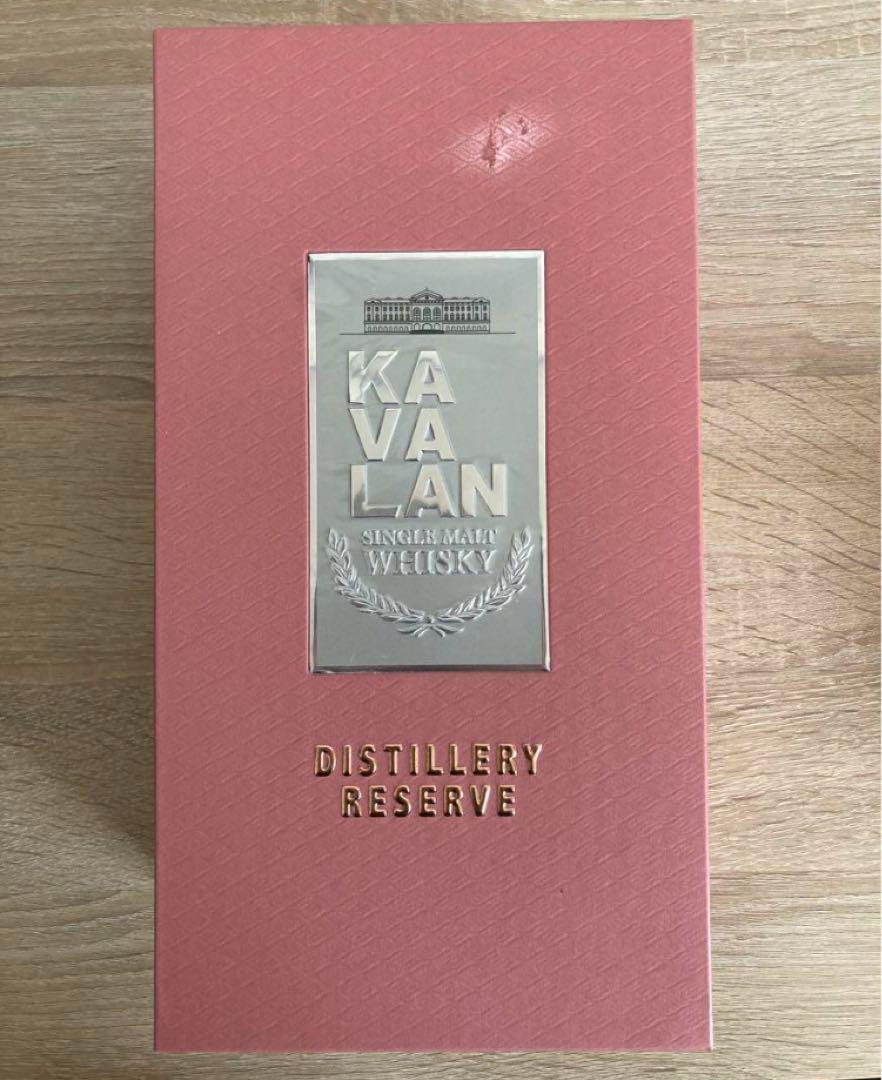 KA
VA
LAN
SINGLE MALT
WHISKY
DISTILLERY
RESERVE